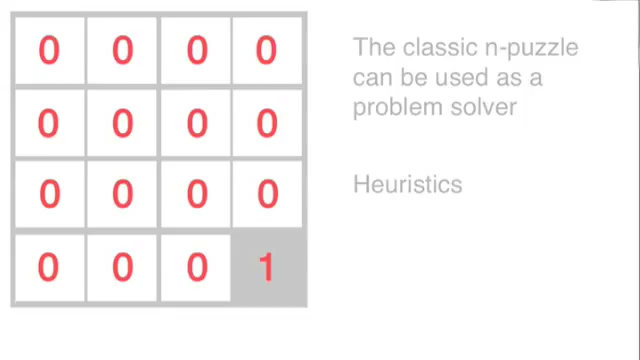 0 0 0 0
0 0 0 0
0 0 0 0
0 0 0 1
The classic n-puzzle
can be used as a
problem solver
Heuristics